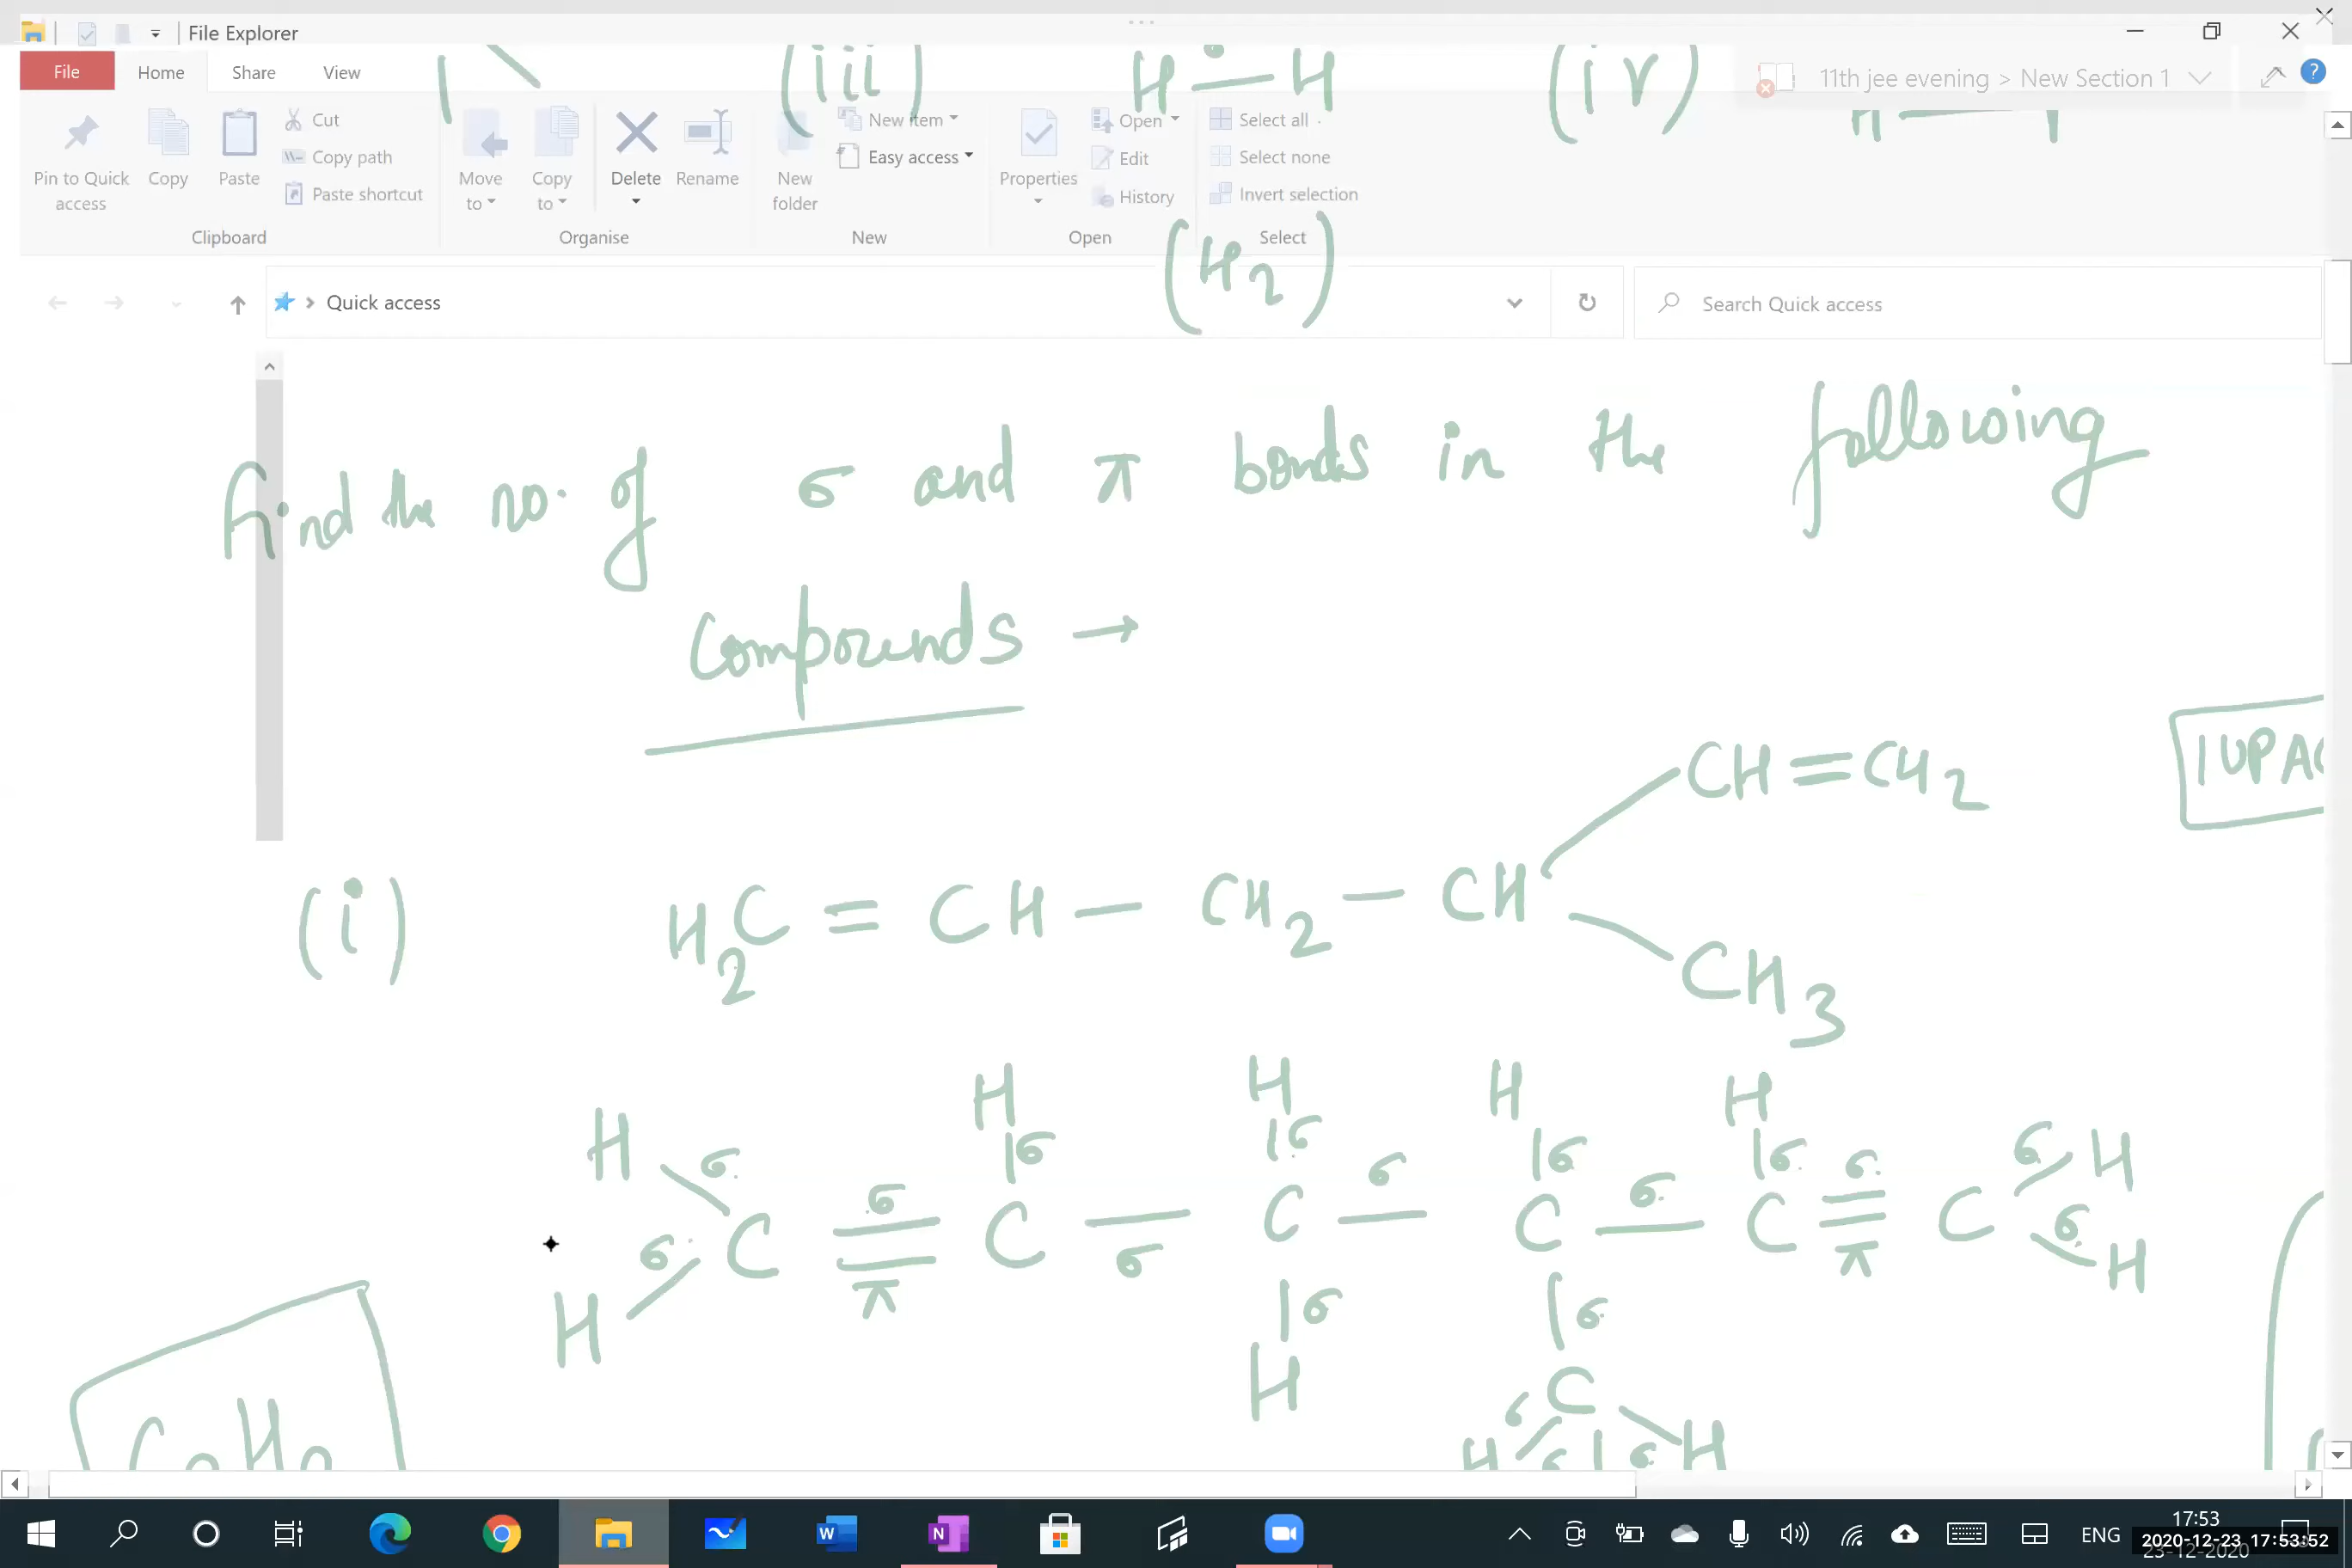 File Explorer
File Home Share View
(iii) H — H (iv)
11th jee evening > New Section 1
Cut
Copy path
Paste shortcut
Pin to Quick access
Copy
Paste
Clipboard
Move to
Copy to
Delete
Rename
Organise
New item
Easy access
New folder
New
Properties
Open
Edit
History
Open
Select all
Select none
Invert selection
Select
(H2)
Quick access
Search Quick access
find the no. of σ and π bonds in the following
Compounds →
IUPAC
CH = CH2
(i) H2C = CH — CH2 — CH
CH3
H H H H H
σ σ σ σ σ σ σ σ σ H
C σ C — C — C — C = C
σ π σ π σ H
H σ σ
H C
σ H σ σ H
ENG
17:53
23-12-2020
2020-12-23 17:53:52